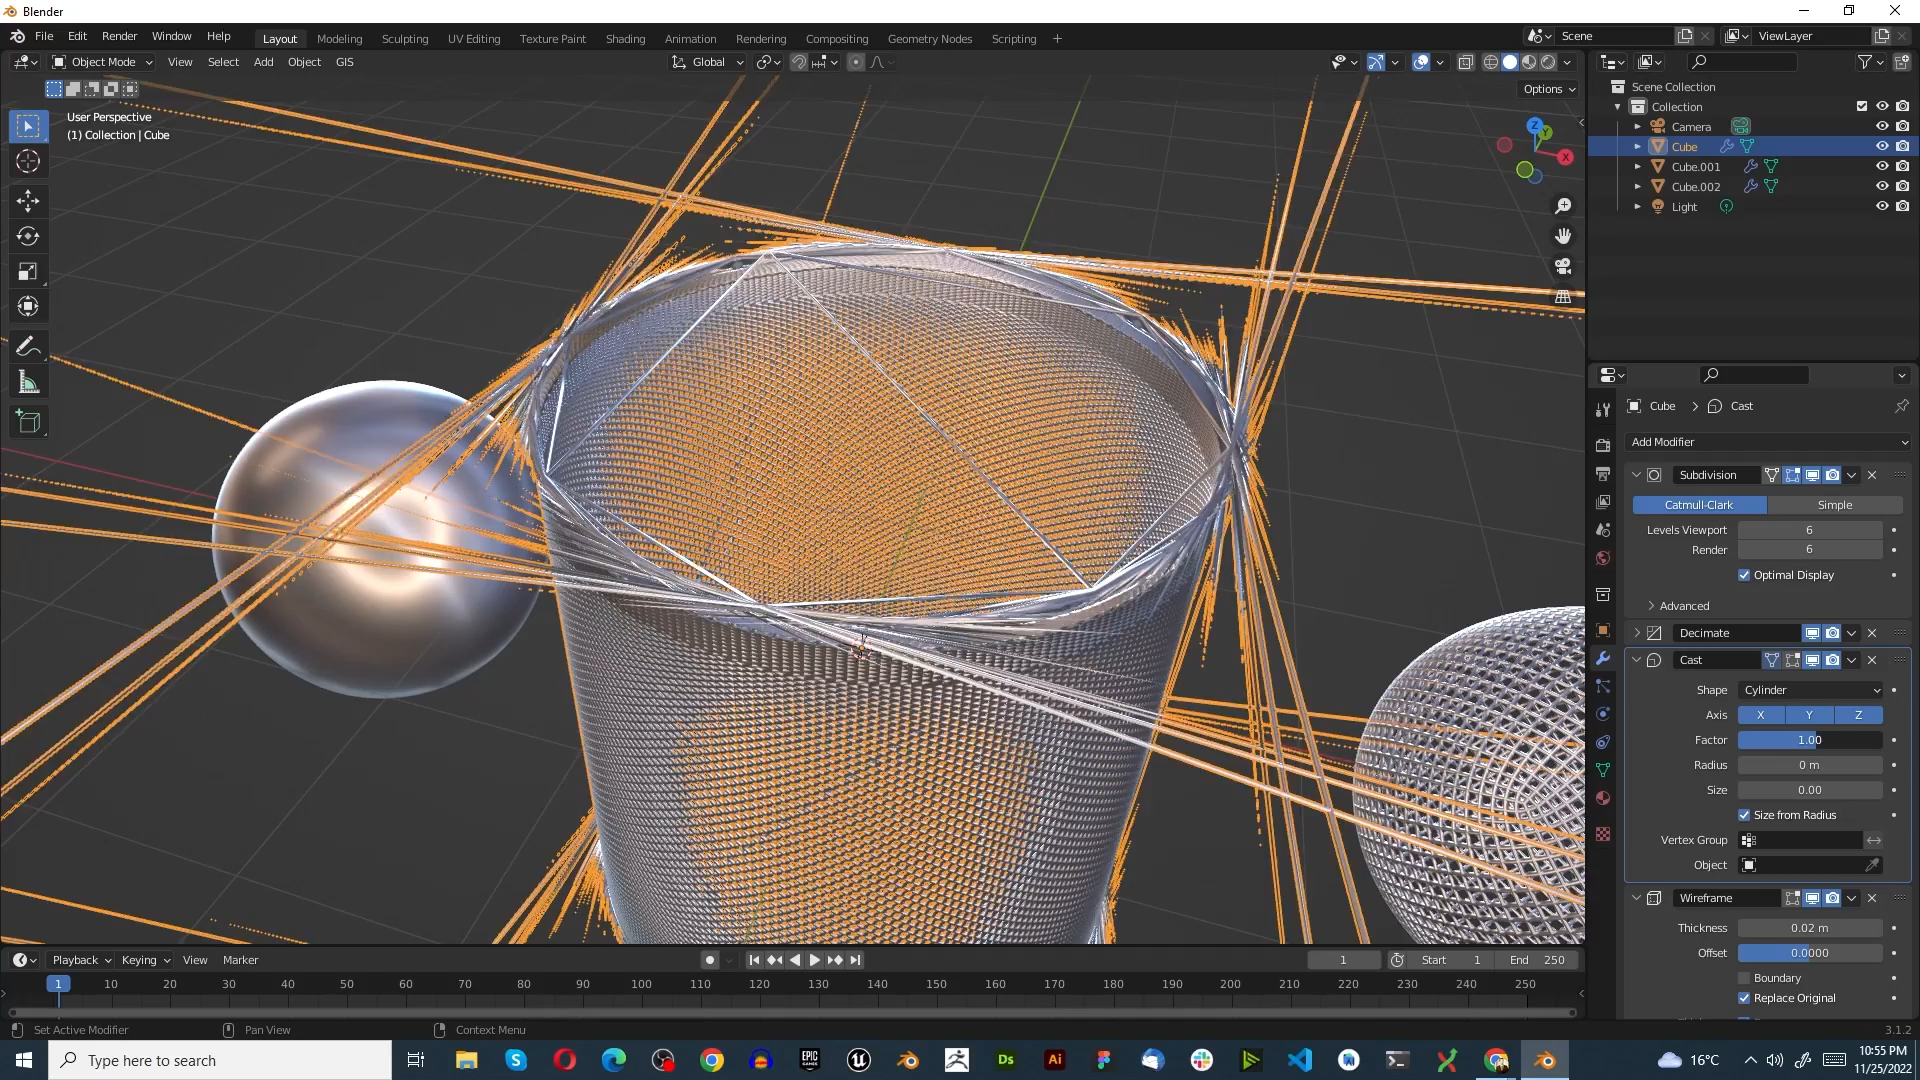 Blender
File Edit Render Window Help Layout Modeling Sculpting UV Editing Texture Paint Shading Animation Rendering Compositing Geometry Nodes Scripting + Scene ViewLayer
Object Mode View Select Add Object GIS Global
Options
User Perspective
(1) Collection | Cube
Z
Y
X
Scene Collection
Collection
Camera
Cube
Cube.001
Cube.002
Light
Cube > Cast
Add Modifier
Subdivision
Catmull-Clark Simple
Levels Viewport 6
Render 6
Optimal Display
Advanced
Decimate
Cast
Shape Cylinder
Axis X Y Z
Factor 1.00
Radius 0 m
Size 0.00
Size from Radius
Vertex Group
Object
Wireframe
Thickness 0.02 m
Offset 0.0000
Boundary
Replace Original
Playback Keying View Marker 1 Start 1 End 250
1 10 20 30 40 50 60 70 80 90 100 110 120 130 140 150 160 170 180 190 200 210 220 230 240 250
Set Active Modifier Pan View Context Menu 3.1.2
Type here to search
EPIC GAMES
Ds
Ai
16°C
10:55 PM
11/25/2022